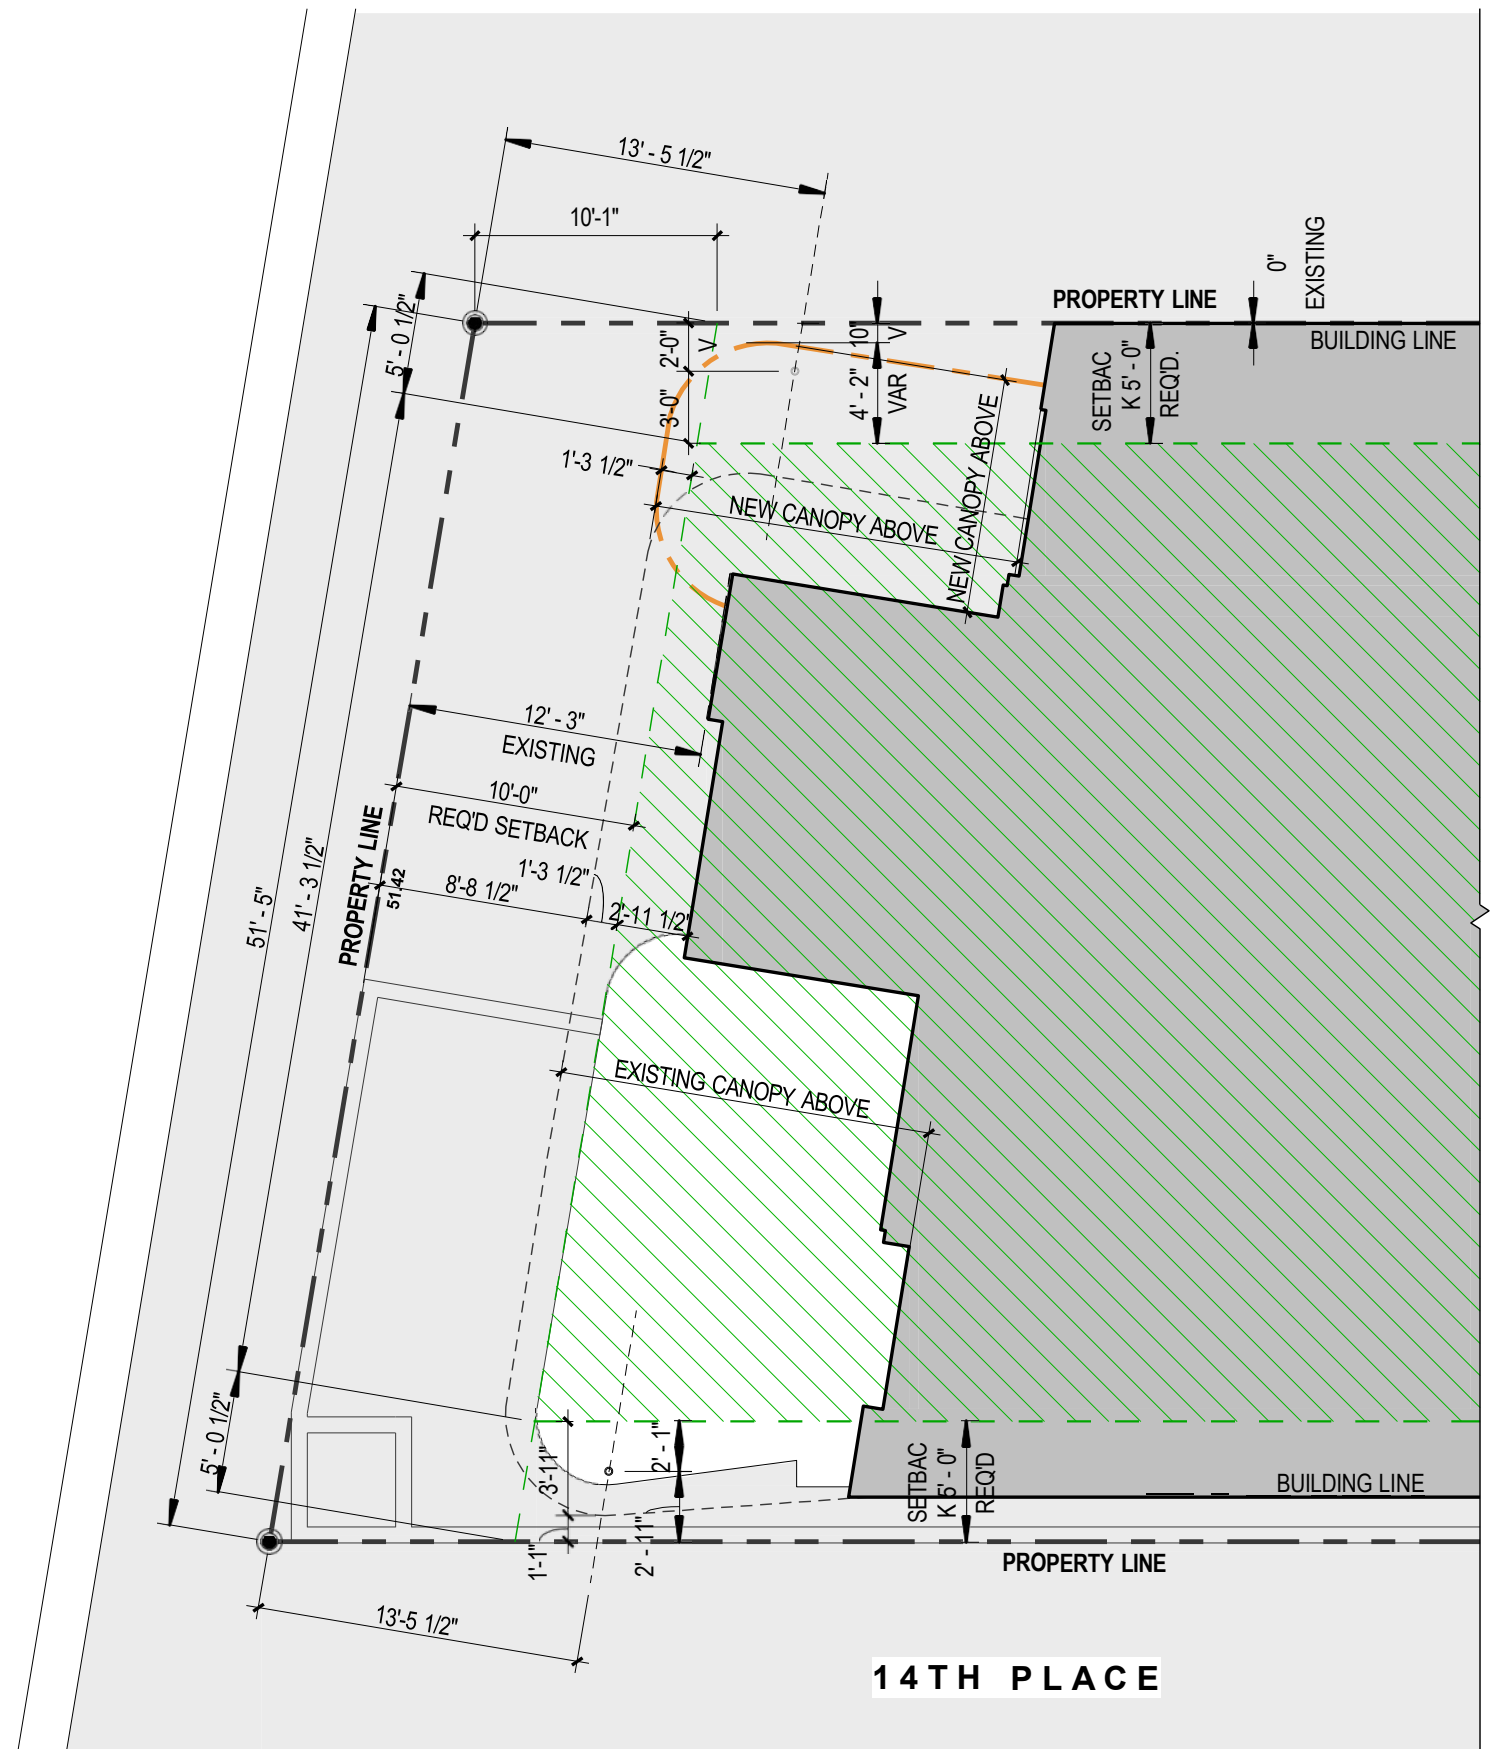 13' - 5 1/2"
10'-1"
0"
EXISTING
PROPERTY LINE
BUILDING LINE
5' - 0 1/2"
2'-0"
V
10"
V
3'-0"
4' - 2"
VAR
SETBAC
K 5' - 0"
REQ'D.
1'-3 1/2"
NEW CANOPY ABOVE
NEW CANOPY ABOVE
12' - 3"
EXISTING
10'-0"
REQ'D SETBACK
1'-3 1/2"
8'-8 1/2"
2'-11 1/2"
PROPERTY LINE
51.42
51' - 5"
41' - 3 1/2"
EXISTING CANOPY ABOVE
5' - 0 1/2"
3'-11"
2' - 1"
SETBAC
K 5' - 0"
REQ'D
BUILDING LINE
1'-1"
2' - 11"
PROPERTY LINE
13'-5 1/2"
14TH PLACE